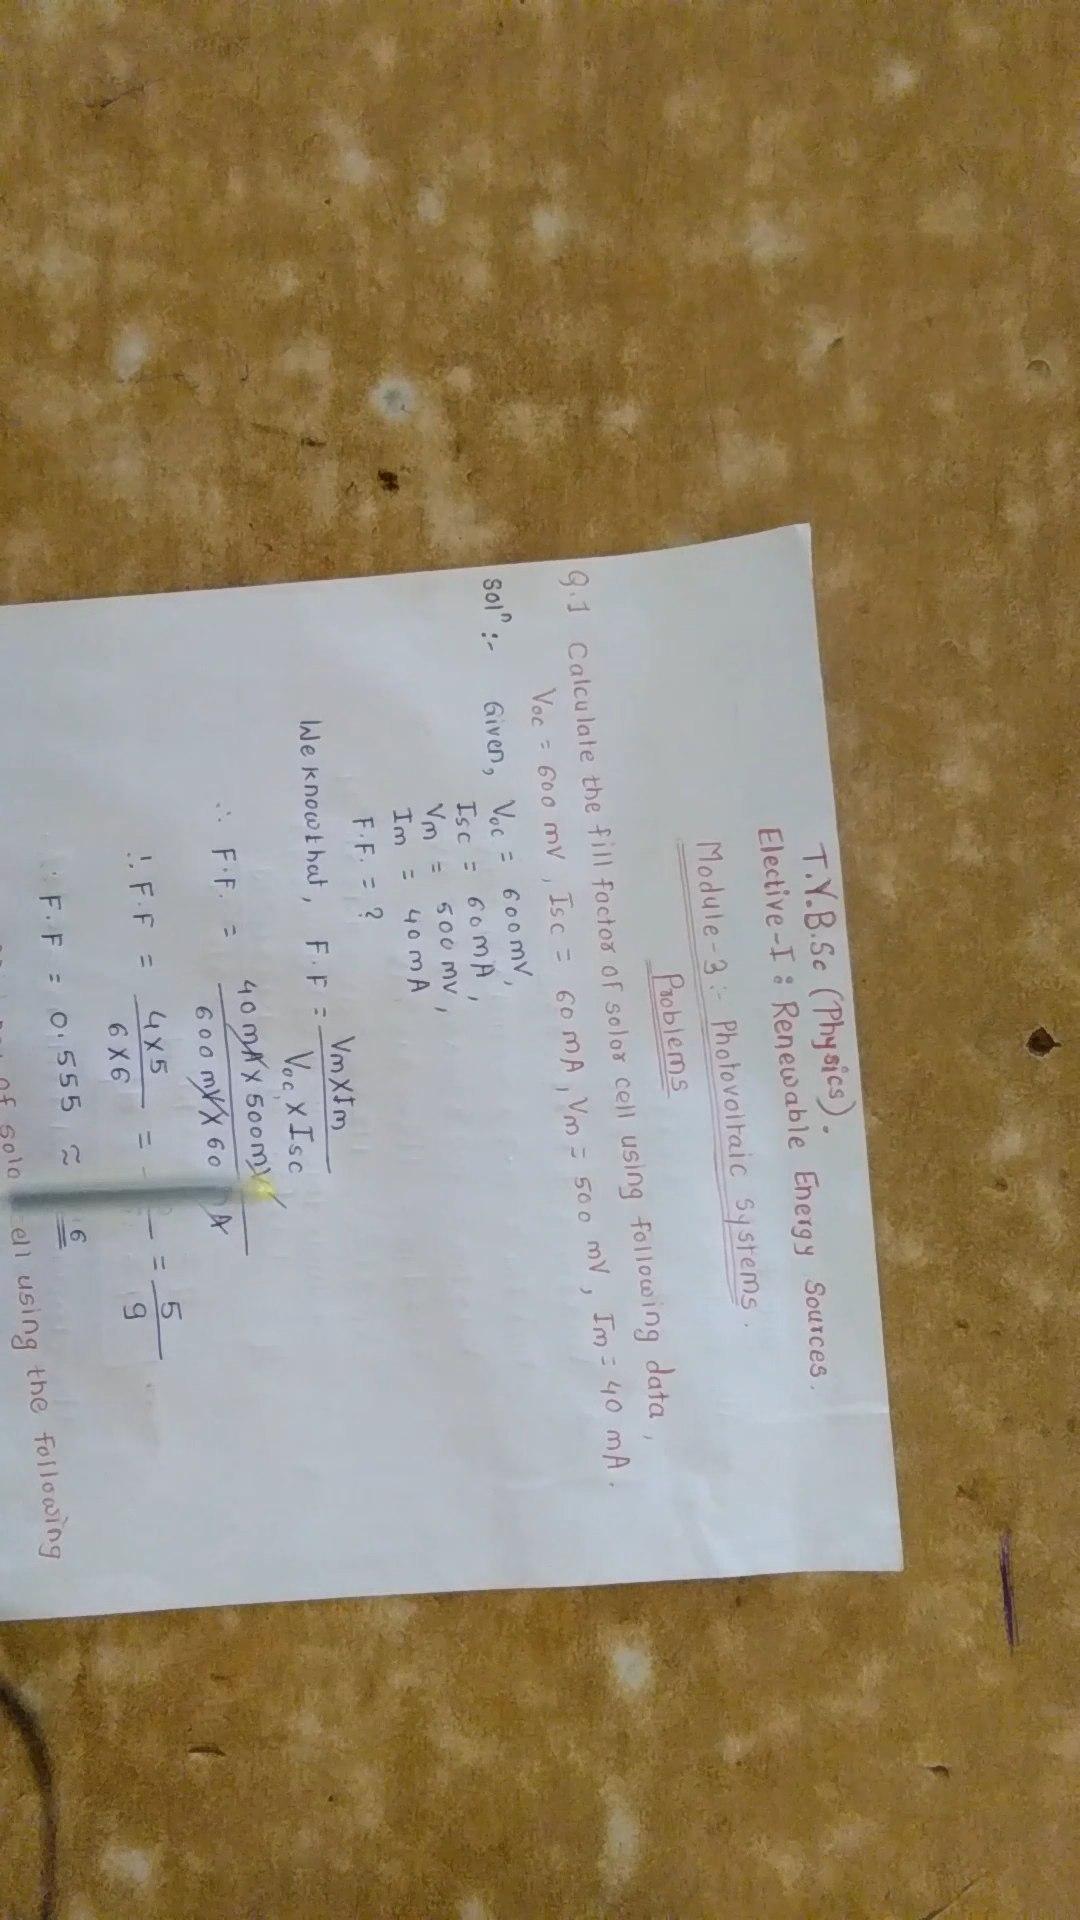 T.Y.B.Sc (Physics).
Elective-I : Renewable Energy Sources.
Module-3:- Photovoltaic Systems.
Problems
Q.1 Calculate the fill factor of solar cell using following data,
Voc = 600 mV, Isc = 60 mA, Vm = 500 mV, Im = 40 mA.
Solⁿ :- Given, Voc = 600 mV,
Isc = 60 mA,
Vm = 500 mV,
Im = 40 mA
F.F. = ?
We know that, F.F = Vm X Im
Voc X Isc
∴ F.F. = 40 mA X 500 mV
600 mV X 60 A
∴ F.F = 4 X 5 = = 5
6 X 6 9
∴ F.F = 0.555 ≈ 6
of sola ell using the following